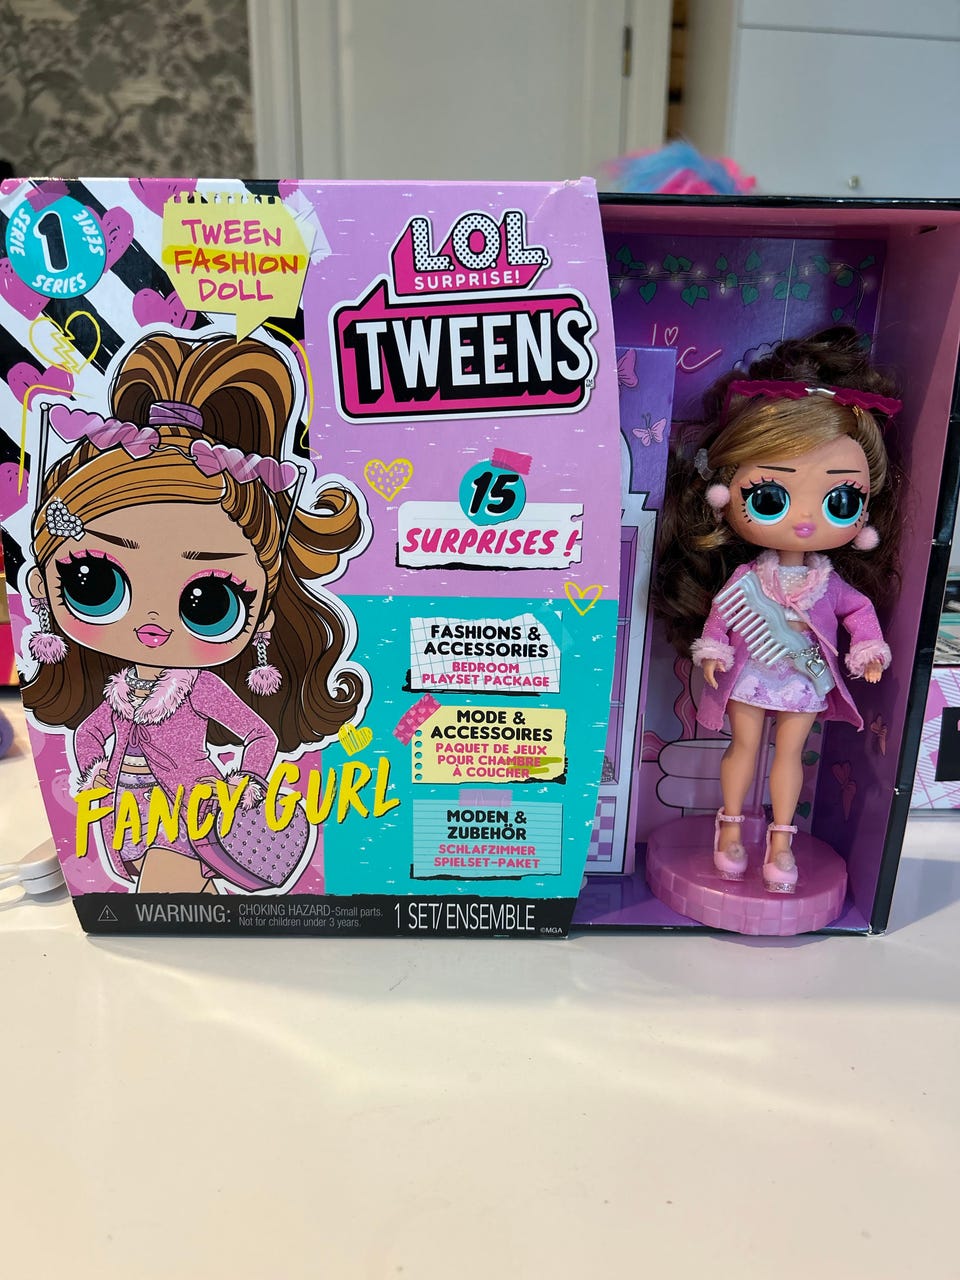 SÉRIE
1
SERIE
SERIES
TWEEN
FASHION
DOLL
L.O.L.
SURPRISE!
TWEENS
15
SURPRISES!
FASHIONS &
ACCESSORIES
BEDROOM
PLAYSET PACKAGE
MODE &
ACCESSOIRES
PAQUET DE JEUX
POUR CHAMBRE
À COUCHER
MODEN &
ZUBEHÖR
SCHLAFZIMMER
SPIELSET-PAKET
FANCY GURL
WARNING: CHOKING HAZARD-Small parts.
Not for children under 3 years.
1 SET/ENSEMBLE
©MGA